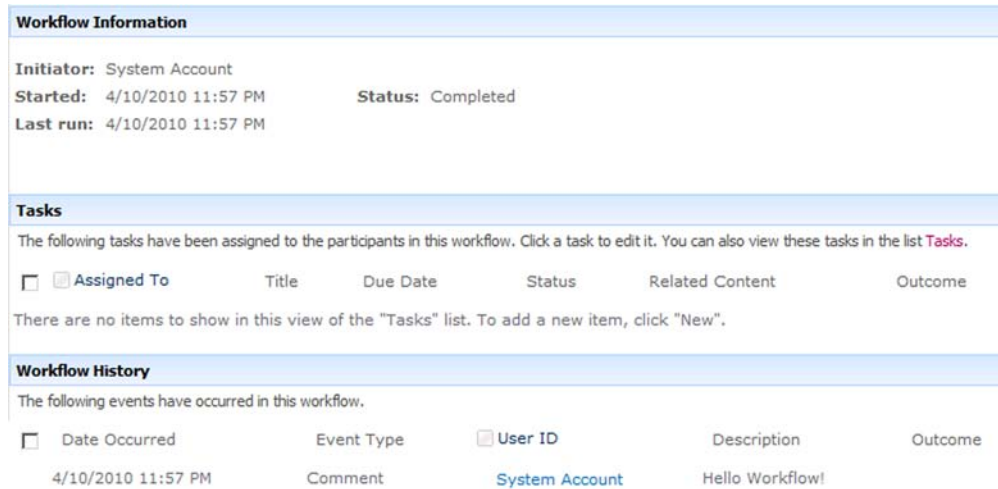 Workflow Information
Initiator: System Account
Started: 4/10/2010 11:57 PM Status: Completed
Last run: 4/10/2010 11:57 PM
Tasks
The following tasks have been assigned to the participants in this workflow. Click a task to edit it. You can also view these tasks in the list Tasks.
Assigned To Title Due Date Status Related Content Outcome
There are no items to show in this view of the "Tasks" list. To add a new item, click "New".
Workflow History
The following events have occurred in this workflow.
Date Occurred Event Type User ID Description Outcome
4/10/2010 11:57 PM Comment System Account Hello Workflow!